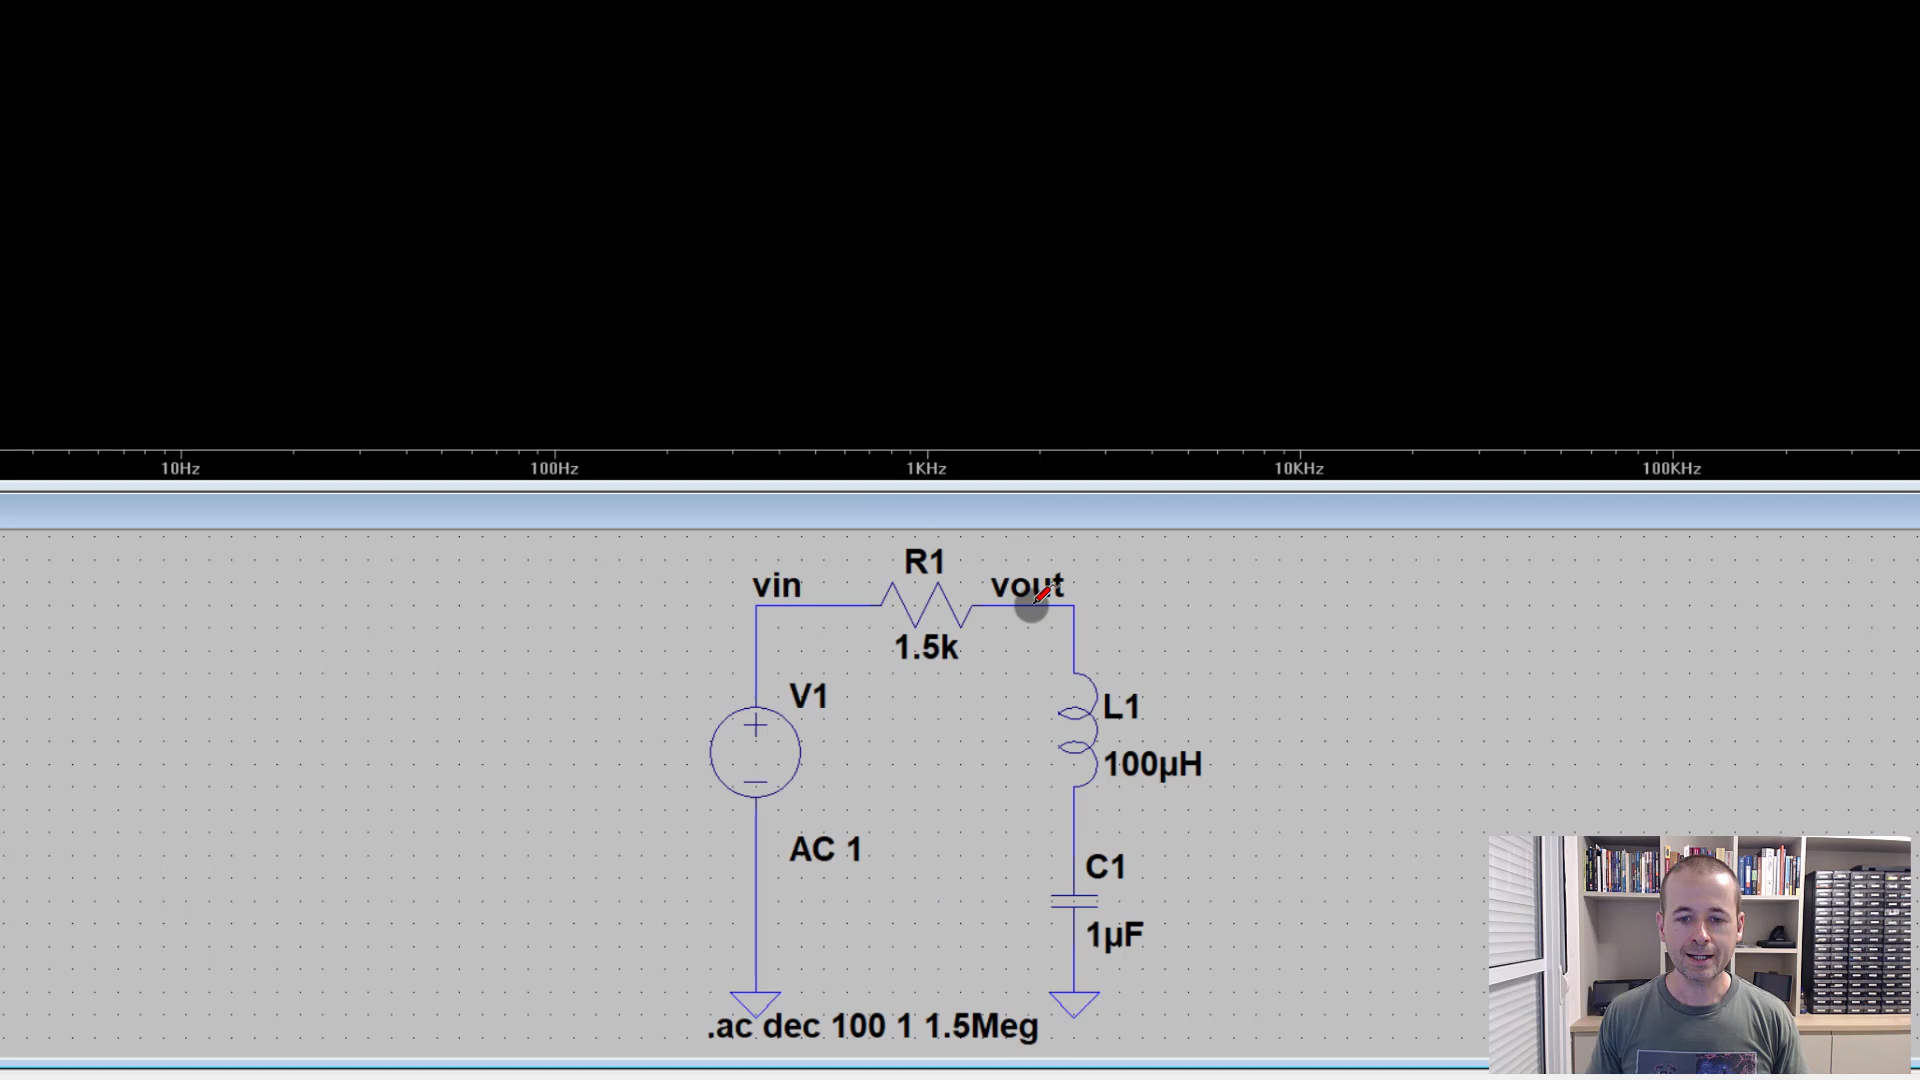 10Hz 100Hz 1KHz 10KHz 100KHz
R1
vin vout
1.5k
V1
L1
100µH
AC 1
C1
1µF
.ac dec 100 1 1.5Meg